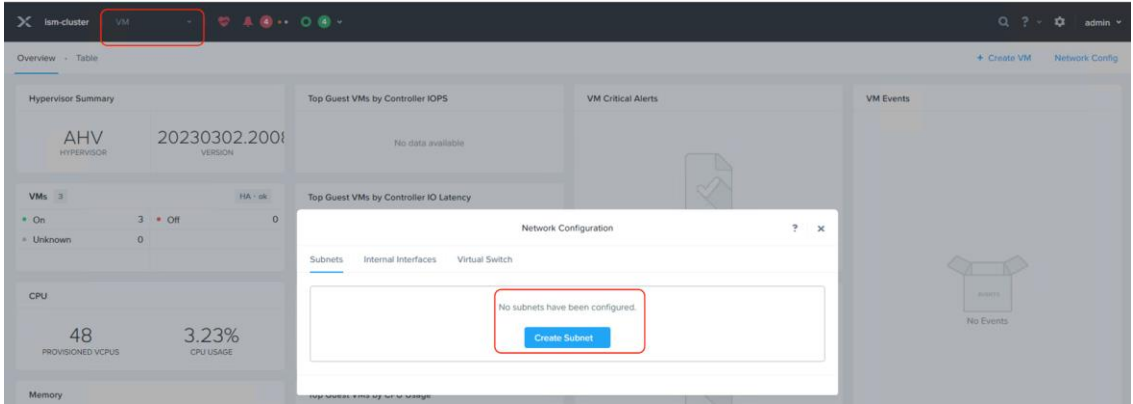 ism-cluster VM 4 4 ? admin
Overview · Table + Create VM Network Config
Hypervisor Summary Top Guest VMs by Controller IOPS VM Critical Alerts VM Events
AHV 20230302.2008 No data available
HYPERVISOR VERSION
VMs 3 HA - ok Top Guest VMs by Controller IO Latency
On 3 Off 0
Network Configuration ? ×
Unknown 0
Subnets Internal Interfaces Virtual Switch
CPU
No subnets have been configured.
48 3.23% Create Subnet
No Events
PROVISIONED VCPUS CPU USAGE
Memory Top Guest VMs by CPU Usage